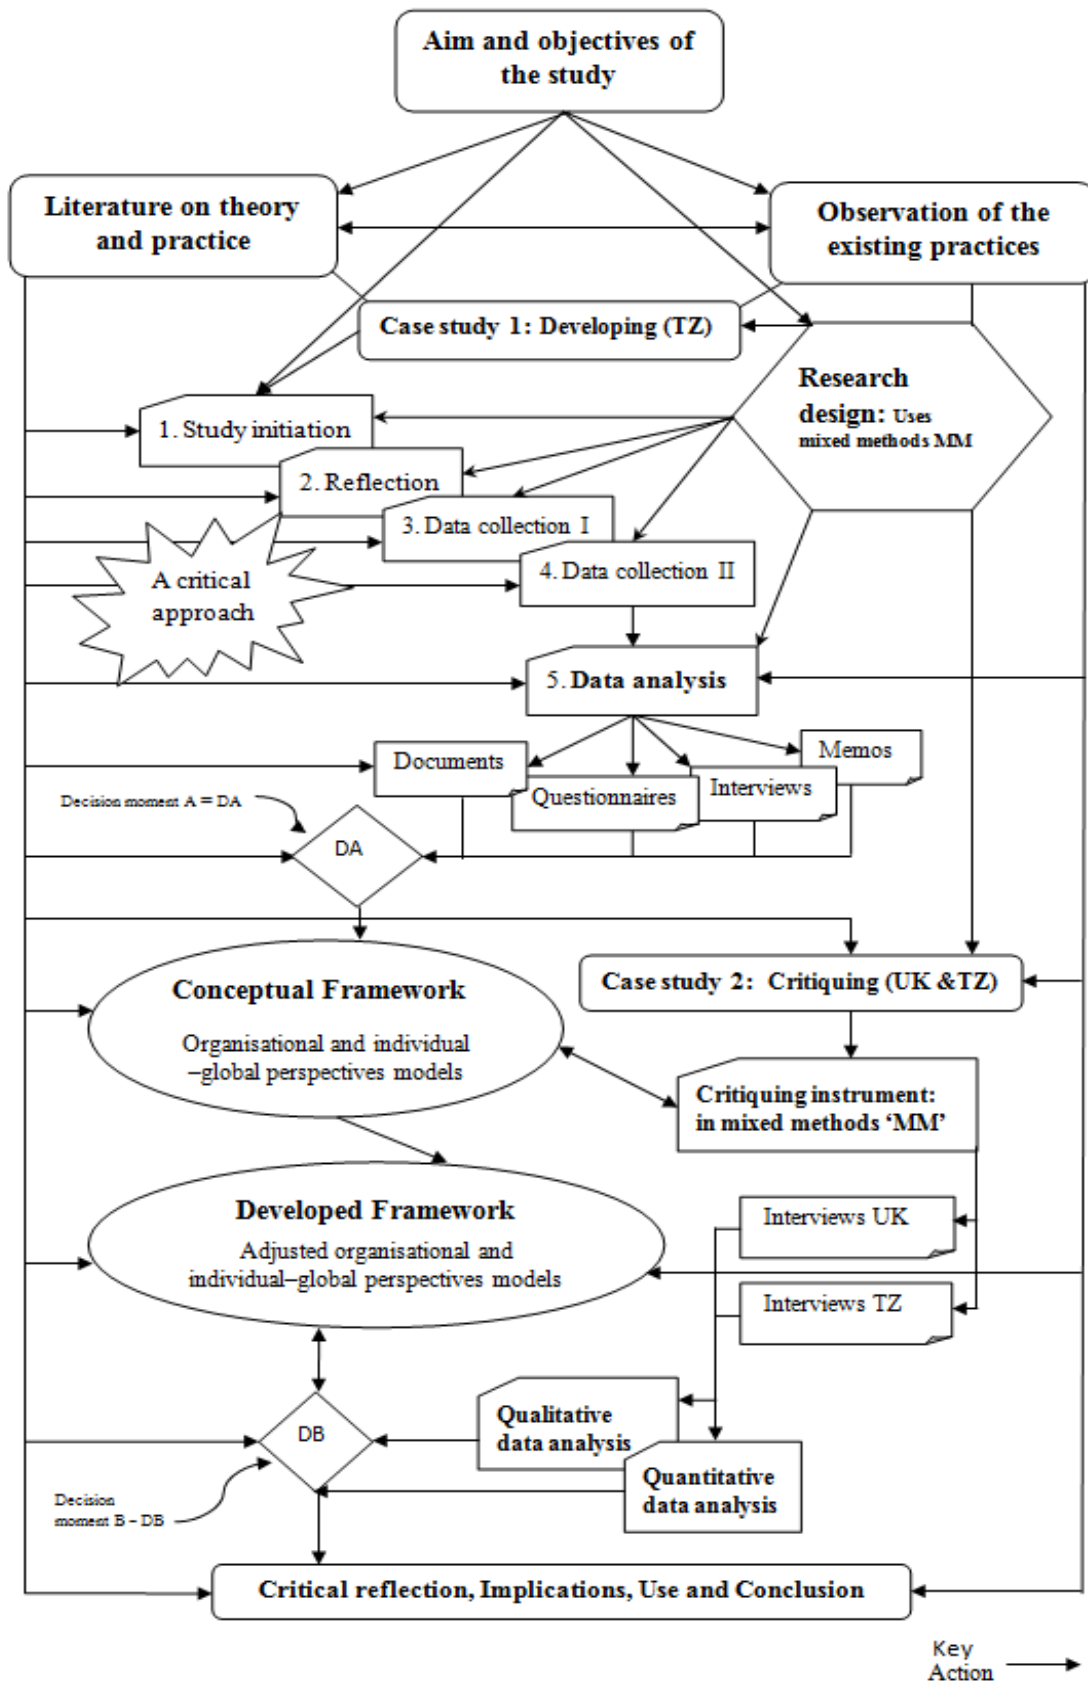 Aim and objectives of
the study
Literature on theory
and practice
Observation of the
existing practices
Case study 1: Developing (TZ)
Research
design: Uses
mixed methods MM
1. Study initiation
2. Reflection
3. Data collection I
4. Data collection II
A critical
approach
5. Data analysis
Documents
Questionnaires
Interviews
Memos
Decision moment A = DA
DA
Conceptual Framework
Organisational and individual
–global perspectives models
Case study 2: Critiquing (UK &TZ)
Critiquing instrument:
in mixed methods ‘MM’
Developed Framework
Adjusted organisational and
individual–global perspectives models
Interviews UK
Interviews TZ
Qualitative
data analysis
Quantitative
data analysis
DB
Decision
moment B – DB
Critical reflection, Implications, Use and Conclusion
Key
Action